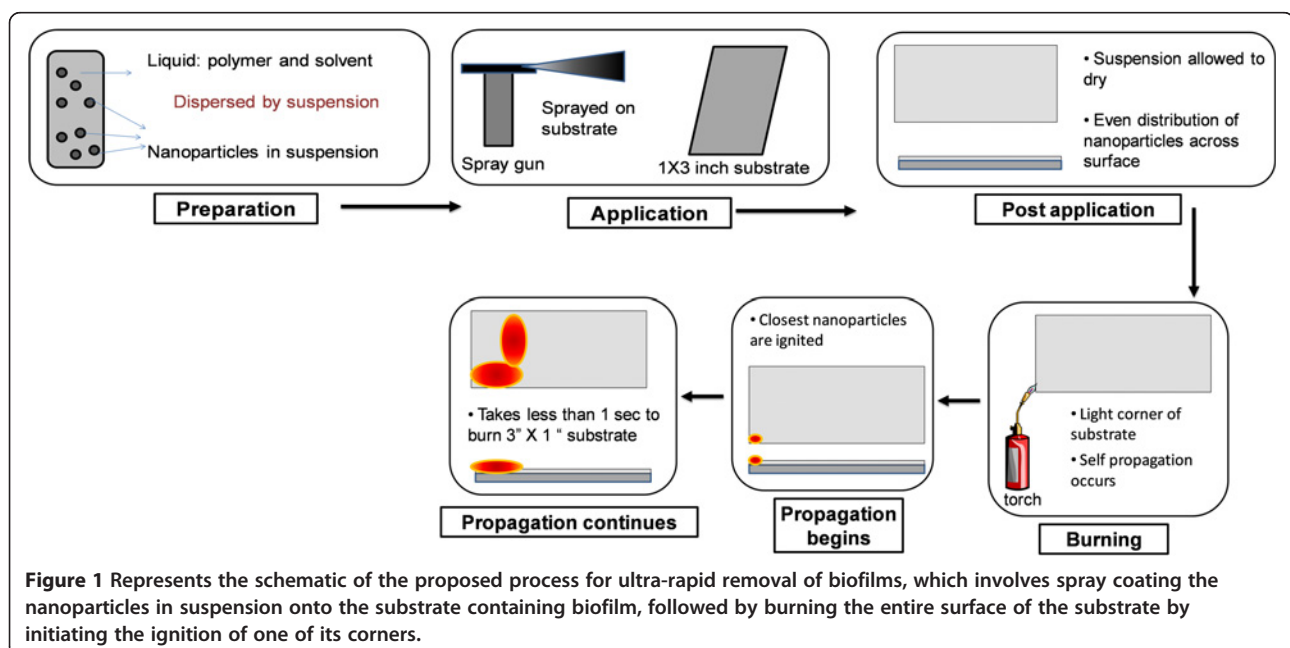 Liquid: polymer and solvent
Dispersed by suspension
Nanoparticles in suspension
Preparation
Sprayed on
substrate
Spray gun
1X3 inch substrate
Application
• Suspension allowed to
dry
• Even distribution of
nanoparticles across
surface
Post application
• Light corner of
substrate
• Self propagation
occurs
torch
Burning
• Closest nanoparticles
are ignited
Propagation
begins
• Takes less than 1 sec to
burn 3" X 1 " substrate
Propagation continues
Figure 1 Represents the schematic of the proposed process for ultra-rapid removal of biofilms, which involves spray coating the
nanoparticles in suspension onto the substrate containing biofilm, followed by burning the entire surface of the substrate by
initiating the ignition of one of its corners.